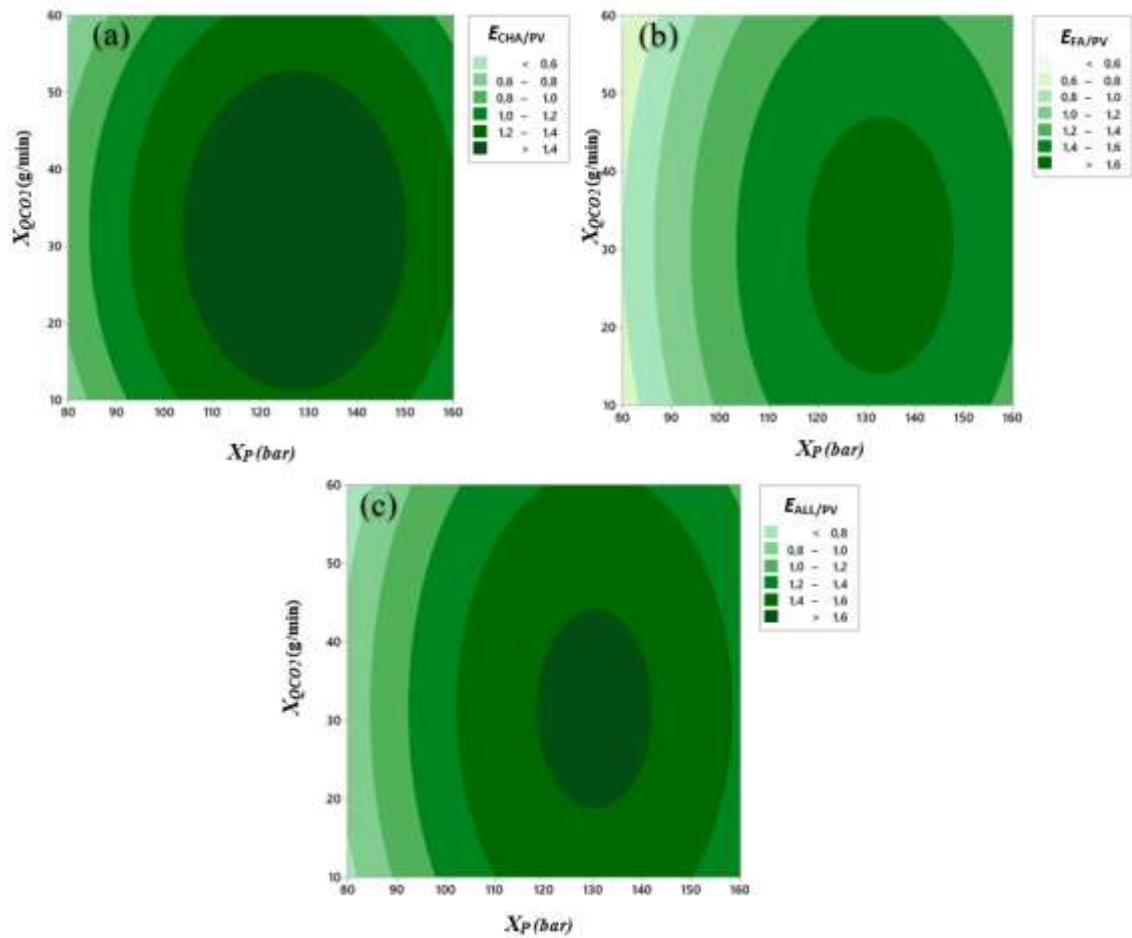 (a)
E_CHA/PV
< 0.6
0.6 – 0.8
0.8 – 1.0
1.0 – 1.2
1.2 – 1.4
> 1.4
60
50
40
30
20
10
X_QCO2 (g/min)
80 90 100 110 120 130 140 150 160
X_P (bar)
(b)
E_FA/PV
< 0.6
0.6 – 0.8
0.8 – 1.0
1.0 – 1.2
1.2 – 1.4
1.4 – 1.6
> 1.6
60
50
40
30
20
10
X_QCO2 (g/min)
80 90 100 110 120 130 140 150 160
X_P (bar)
(c)
E_ALL/PV
< 0.8
0.8 – 1.0
1.0 – 1.2
1.2 – 1.4
1.4 – 1.6
> 1.6
60
50
40
30
20
10
X_QCO2 (g/min)
80 90 100 110 120 130 140 150 160
X_P (bar)